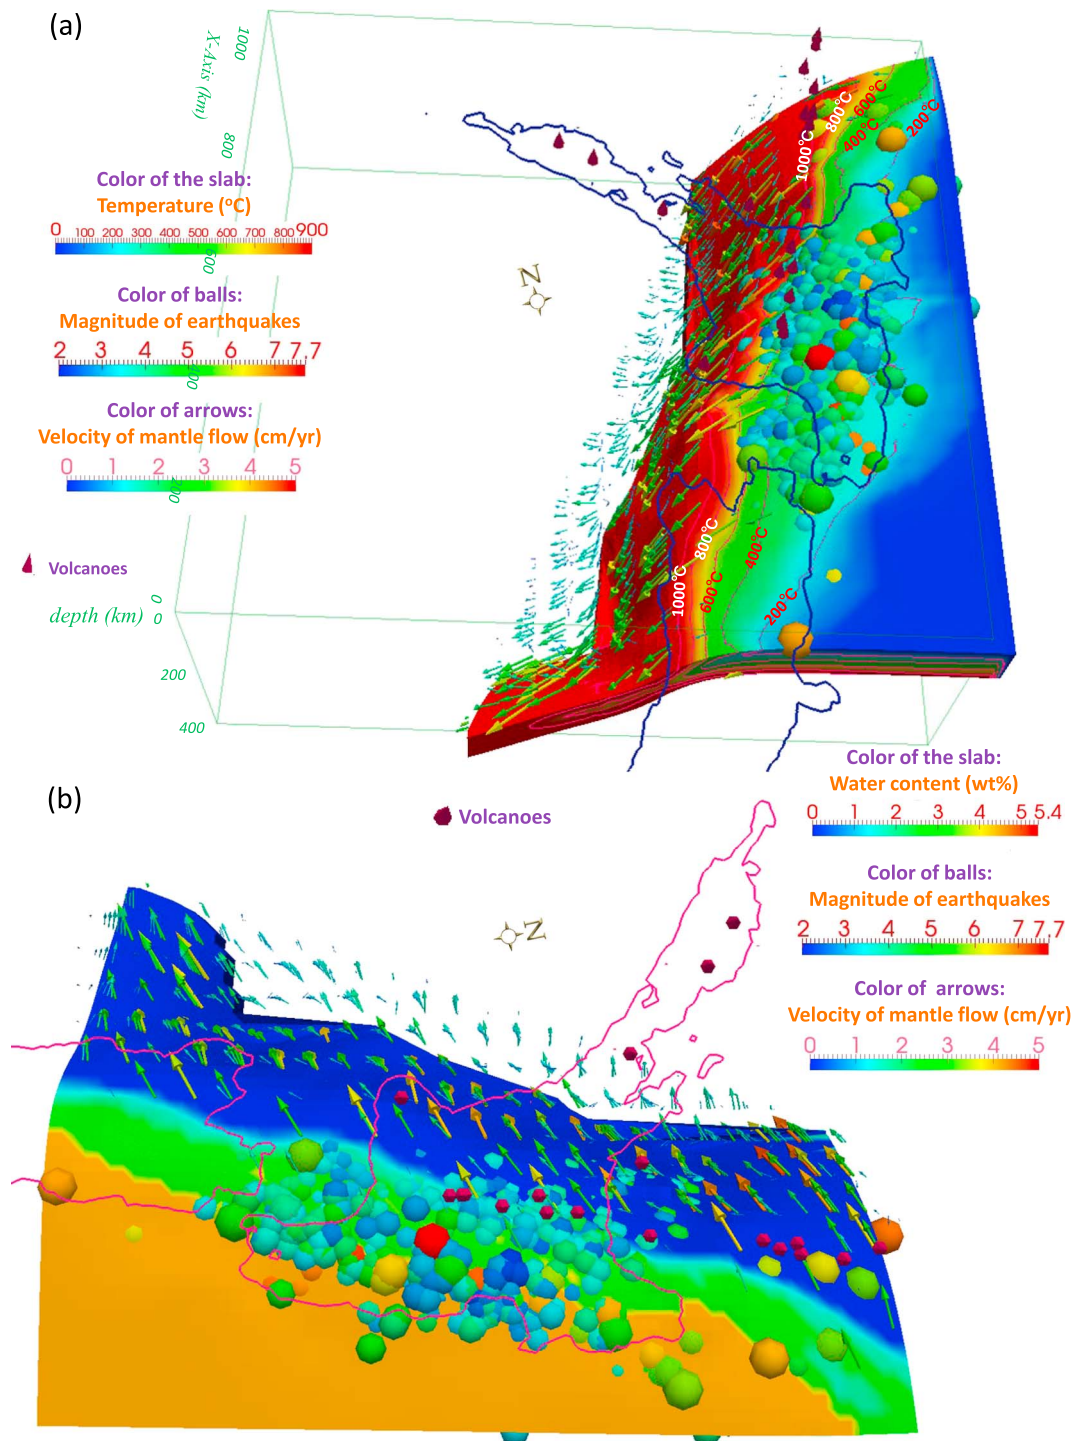 (a)
1000
X-Axis (km)
800
Color of the slab:
Temperature (°C)
0 100 200 300 400 500 600 700 800 900
600
Color of balls:
Magnitude of earthquakes
2 3 4 5 6 7 7.7
400
Color of arrows:
Velocity of mantle flow (cm/yr)
0 1 2 3 4 5
200
Volcanoes
0
depth (km) 0
200
400
N
1000°C
800°C
600°C
400°C
200°C
1000°C
800°C
600°C
400°C
200°C
(b)
Volcanoes
N
Color of the slab:
Water content (wt%)
0 1 2 3 4 5 5.4
Color of balls:
Magnitude of earthquakes
2 3 4 5 6 7 7.7
Color of arrows:
Velocity of mantle flow (cm/yr)
0 1 2 3 4 5